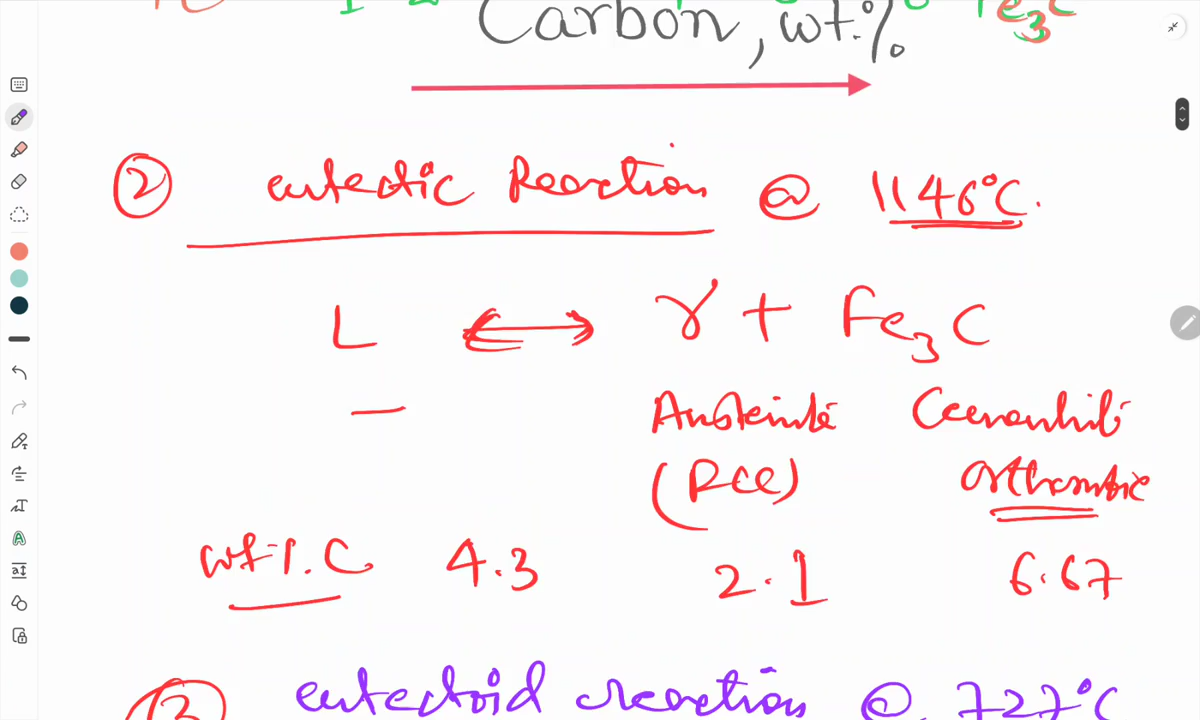 Carbon, wt.%
② eutectic Reaction @ 1146°C.
L ↔ γ + Fe3C
— Austenite Cementite
(FCC) Orthorombic
wt%. C 4.3 2.1 6.67
③ eutectoid reaction @ 727°C